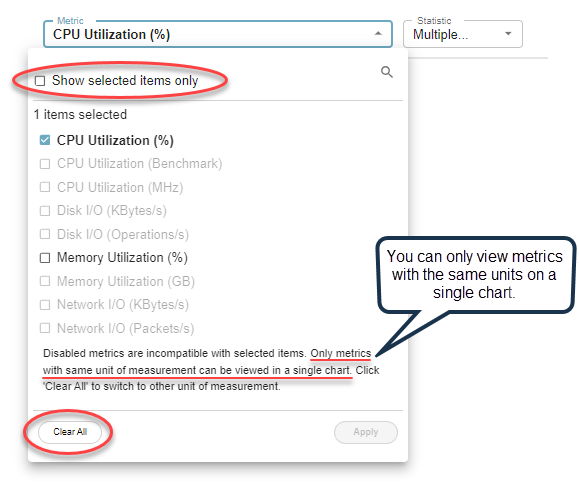 Metric
CPU Utilization (%)
Statistic
Multiple...
Show selected items only
1 items selected
CPU Utilization (%)
CPU Utilization (Benchmark)
CPU Utilization (MHz)
Disk I/O (KBytes/s)
Disk I/O (Operations/s)
Memory Utilization (%)
Memory Utilization (GB)
Network I/O (KBytes/s)
Network I/O (Packets/s)
You can only view metrics
with the same units on a
single chart.
Disabled metrics are incompatible with selected items. Only metrics
with same unit of measurement can be viewed in a single chart. Click
'Clear All' to switch to other unit of measurement.
Clear All
Apply